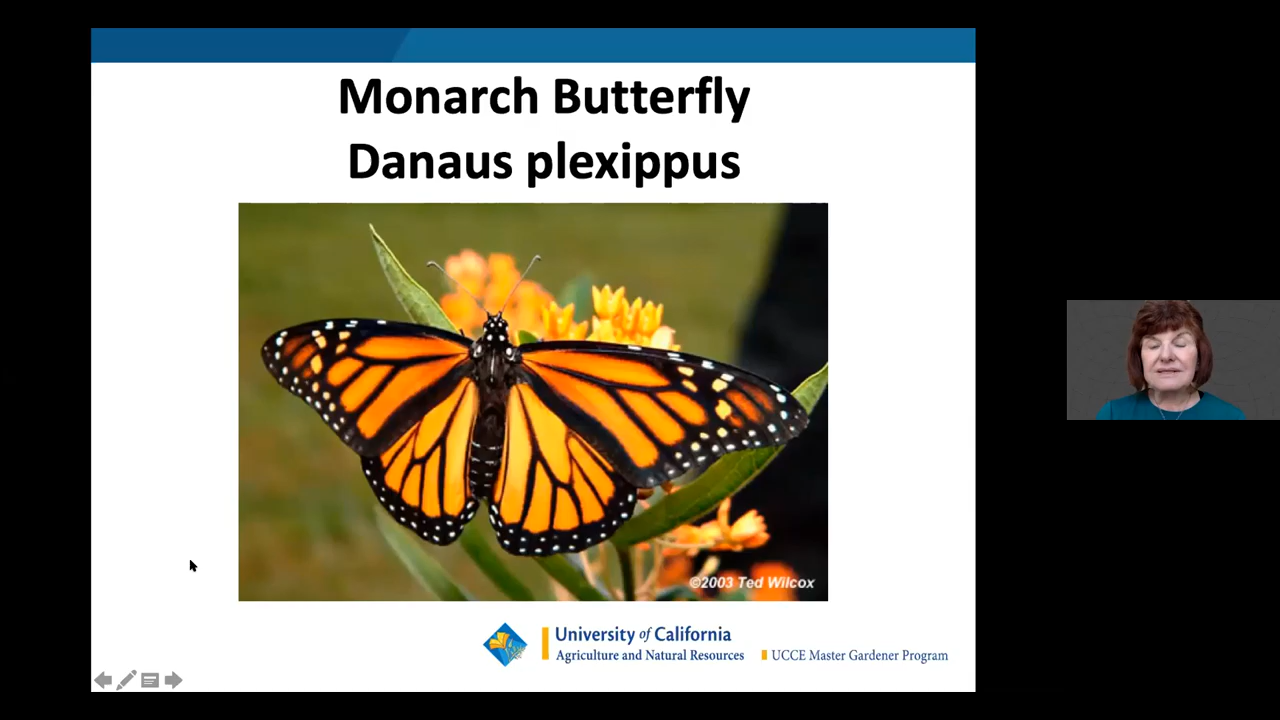 Monarch Butterfly
Danaus plexippus
©2003 Ted Wilcox
University of California
Agriculture and Natural Resources
UCCE Master Gardener Program